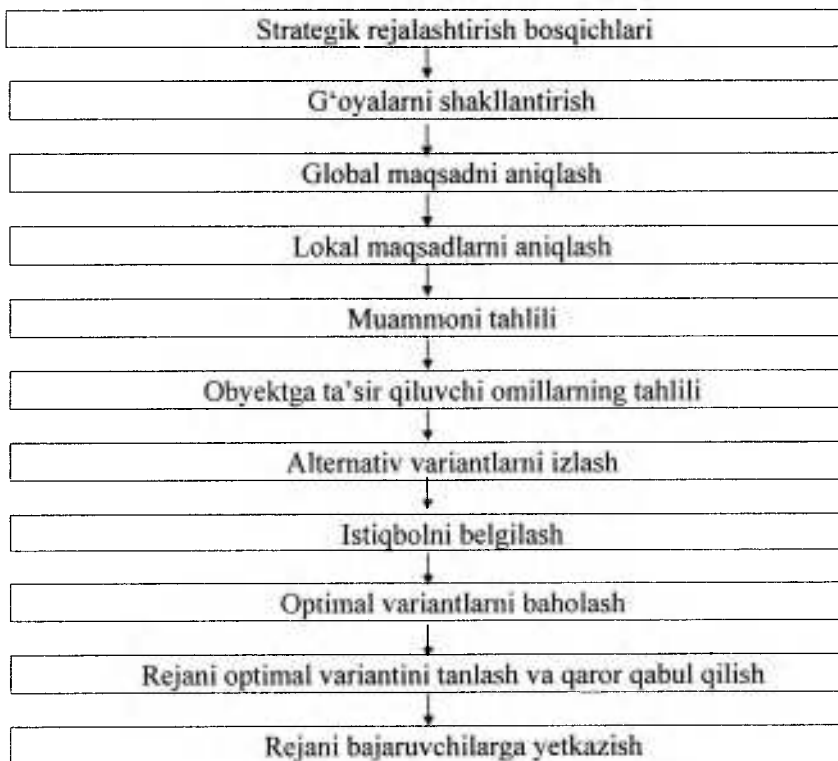 Strategik rejalashtirish bosqichlari
G‘oyalarni shakllantirish
Global maqsadni aniqlash
Lokal maqsadlarni aniqlash
Muammoni tahlili
Obyektga ta’sir qiluvchi omillarning tahlili
Alternativ variantlarni izlash
Istiqbolni belgilash
Optimal variantlarni baholash
Rejani optimal variantini tanlash va qaror qabul qilish
Rejani bajaruvchilarga yetkazish